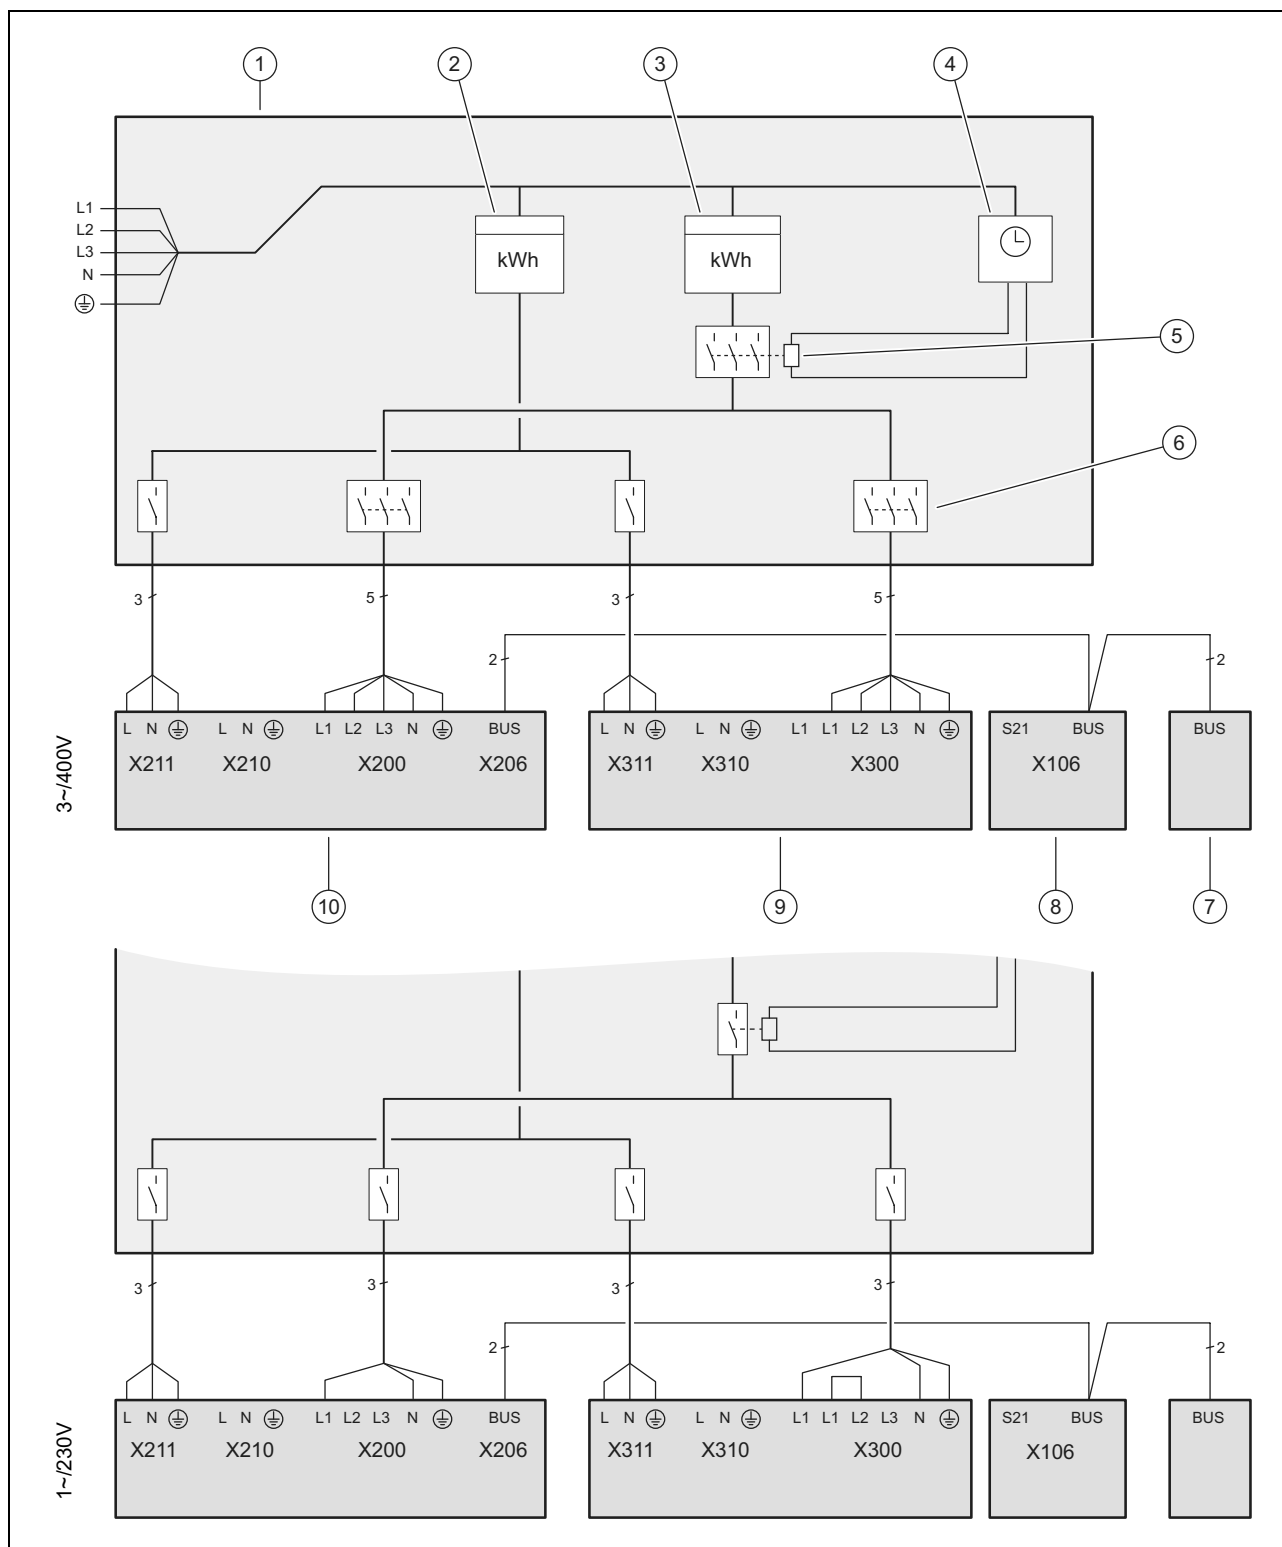 1 2 3 4
L1
L2
L3
N
kWh kWh
5
6
3 5 3 5
2 2
L N L N L1 L2 L3 N BUS L N L N L1 L1 L2 L3 N S21 BUS BUS
X211 X210 X200 X206 X311 X310 X300 X106
3~/400V
10 9 8 7
3 3 3 3
2 2
L N L N L1 L2 L3 N BUS L N L N L1 L1 L2 L3 N S21 BUS BUS
X211 X210 X200 X206 X311 X310 X300 X106
1~/230V